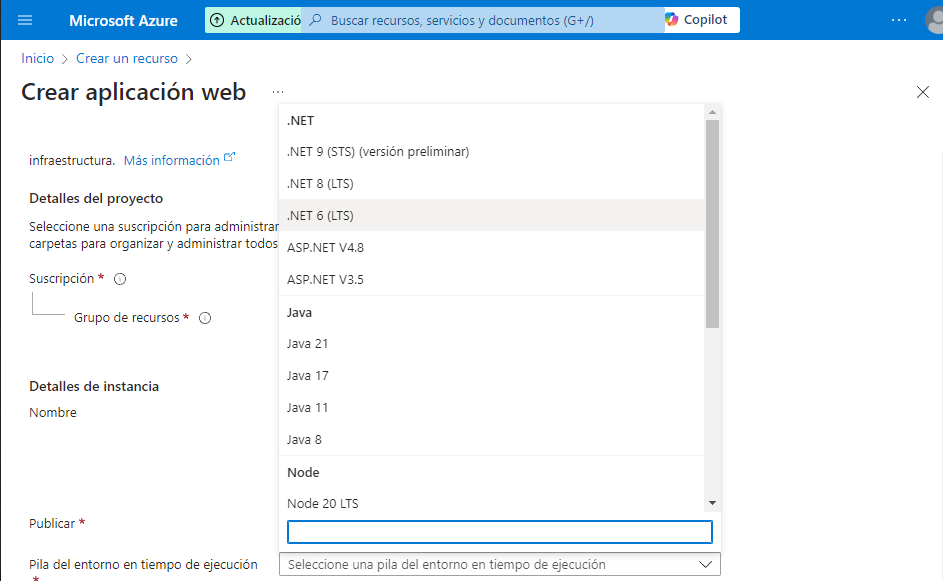 Microsoft Azure
Actualizació
Buscar recursos, servicios y documentos (G+/)
Copilot
Inicio > Crear un recurso >
Crear aplicación web ...
infraestructura. Más información
Detalles del proyecto
Seleccione una suscripción para administrar
carpetas para organizar y administrar todos
Suscripción *
Grupo de recursos *
Detalles de instancia
Nombre
Publicar *
Pila del entorno en tiempo de ejecución
*
.NET
.NET 9 (STS) (versión preliminar)
.NET 8 (LTS)
.NET 6 (LTS)
ASP.NET V4.8
ASP.NET V3.5
Java
Java 21
Java 17
Java 11
Java 8
Node
Node 20 LTS
Seleccione una pila del entorno en tiempo de ejecución